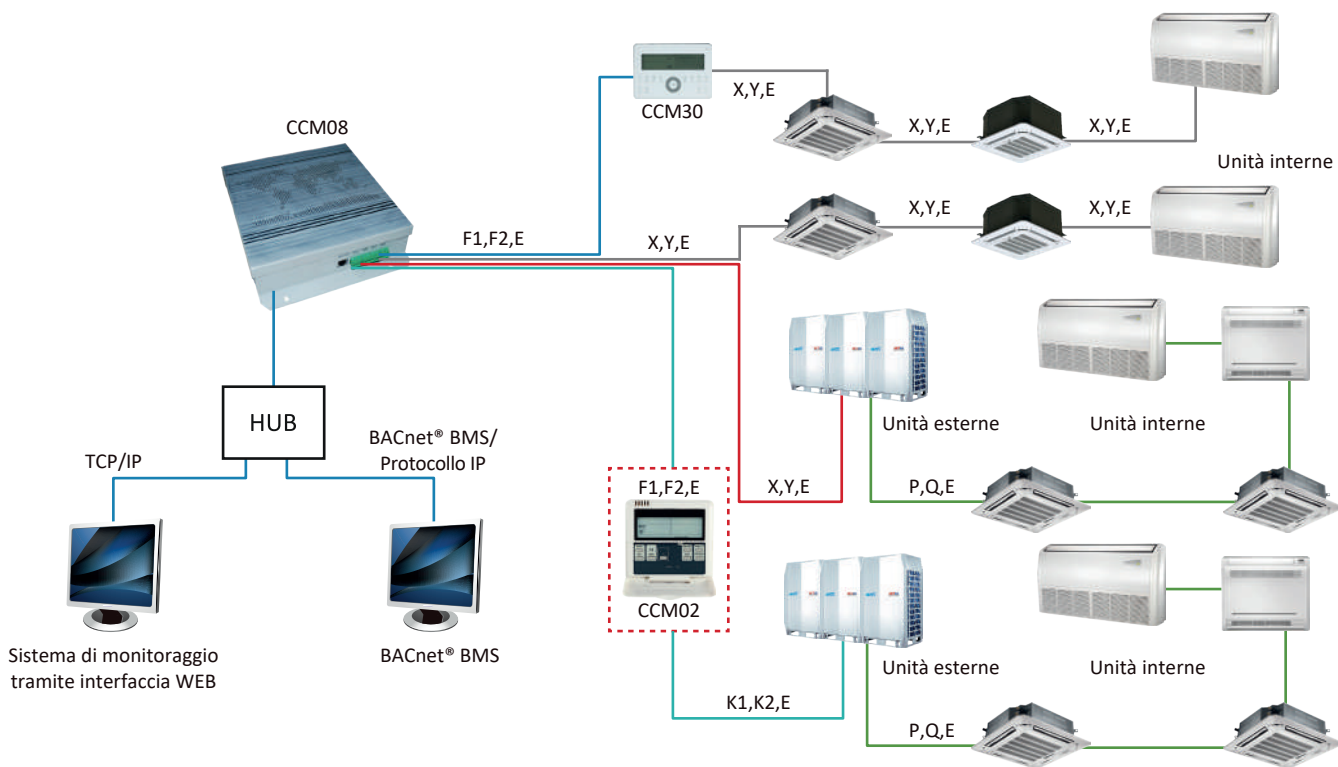 CCM08
CCM30
X,Y,E
X,Y,E
X,Y,E
Unità interne
F1,F2,E
X,Y,E
X,Y,E
X,Y,E
HUB
TCP/IP
BACnet® BMS/
Protocollo IP
Unità esterne
Unità interne
F1,F2,E
X,Y,E
P,Q,E
CCM02
Sistema di monitoraggio
tramite interfaccia WEB
BACnet® BMS
Unità esterne
Unità interne
K1,K2,E
P,Q,E